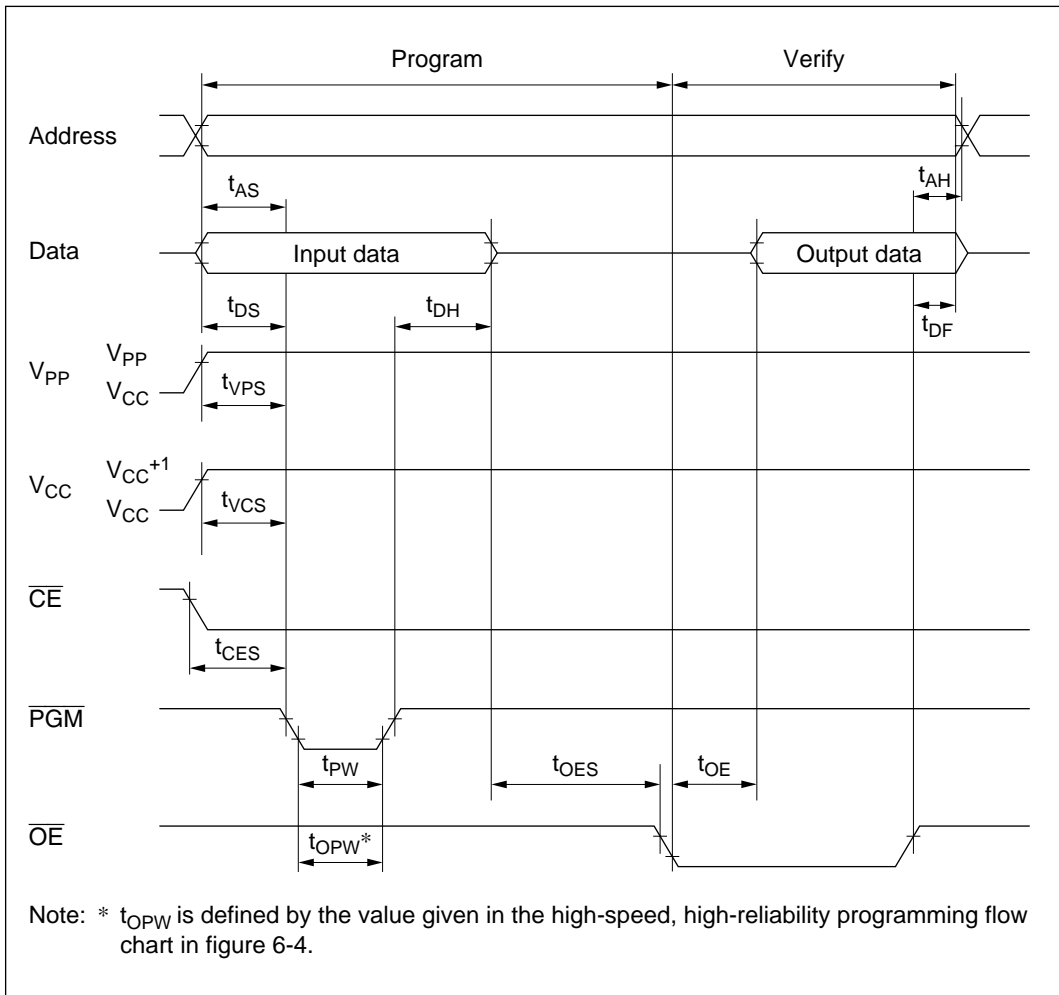 Program Verify
Address
tAS tAH
Data Input data Output data
tDS tDH tDF
VPP VPP
VCC
tVPS
VCC VCC+1
VCC
tVCS
CE
tCES
PGM
tPW tOES tOE
OE
tOPW*
Note: * tOPW is defined by the value given in the high-speed, high-reliability programming flow
chart in figure 6-4.